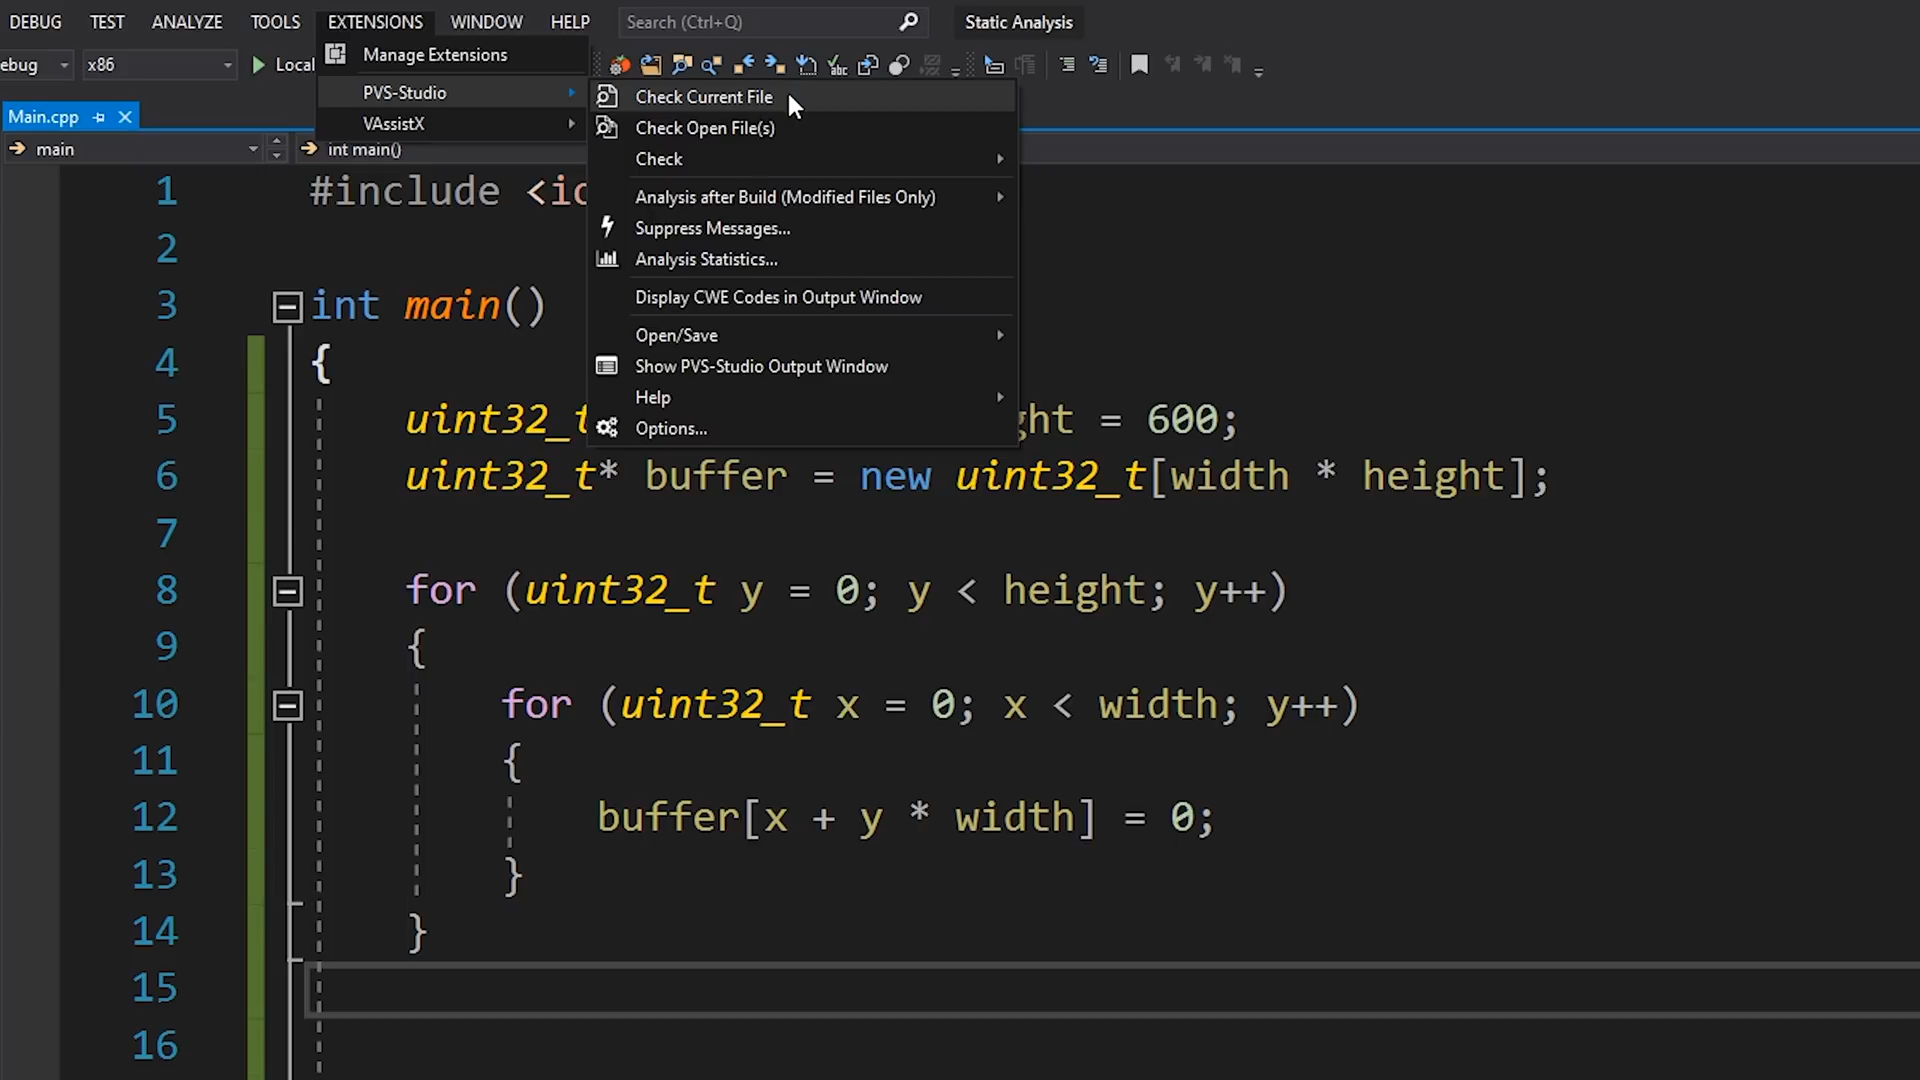 DEBUG TEST ANALYZE TOOLS EXTENSIONS WINDOW HELP Search (Ctrl+Q) Static Analysis
ebug x86 Local
Manage Extensions
PVS-Studio
VAssistX
Check Current File
Check Open File(s)
Check
Analysis after Build (Modified Files Only)
Suppress Messages...
Analysis Statistics...
Display CWE Codes in Output Window
Open/Save
Show PVS-Studio Output Window
Help
Options...
Main.cpp
main int main()
1 #include <io
2
3 int main()
4 {
5 uint32_t ght = 600;
6 uint32_t* buffer = new uint32_t[width * height];
7
8 for (uint32_t y = 0; y < height; y++)
9 {
10 for (uint32_t x = 0; x < width; y++)
11 {
12 buffer[x + y * width] = 0;
13 }
14 }
15
16